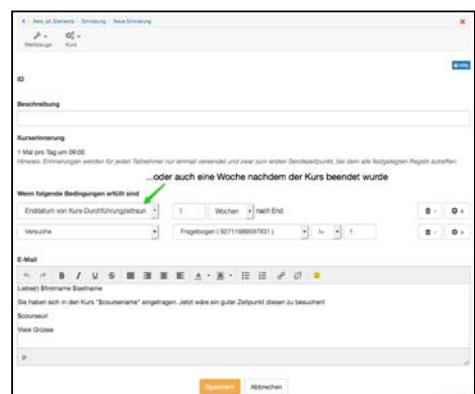 New_all_Elements › Erinnerung › Neue Erinnerung
Werkzeuge Kurs
Hilfe
ID
Beschreibung
Kurserinnerung
1 Mal pro Tag um 09:00
Hinweis: Erinnerungen werden für jeden Teilnehmer nur einmal versendet und zwar zum ersten Sendezeitpunkt, bei dem alle festgelegten Regeln zutreffen.
...oder auch eine Woche nachdem der Kurs beendet wurde
Wenn folgende Bedingungen erfüllt sind
Enddatum von Kurs-Durchführungszeitraum 1 Wochen nach End
Versuche Fragebogen ( 92711989597931 ) != 1
E-Mail
B I U S
Liebe(r) $firstname $lastname
Sie haben sich in den Kurs "$coursename" eingetragen. Jetzt wäre ein guter Zeitpunkt diesen zu besuchen!
$courseurl
Viele Grüsse
p
Speichern Abbrechen